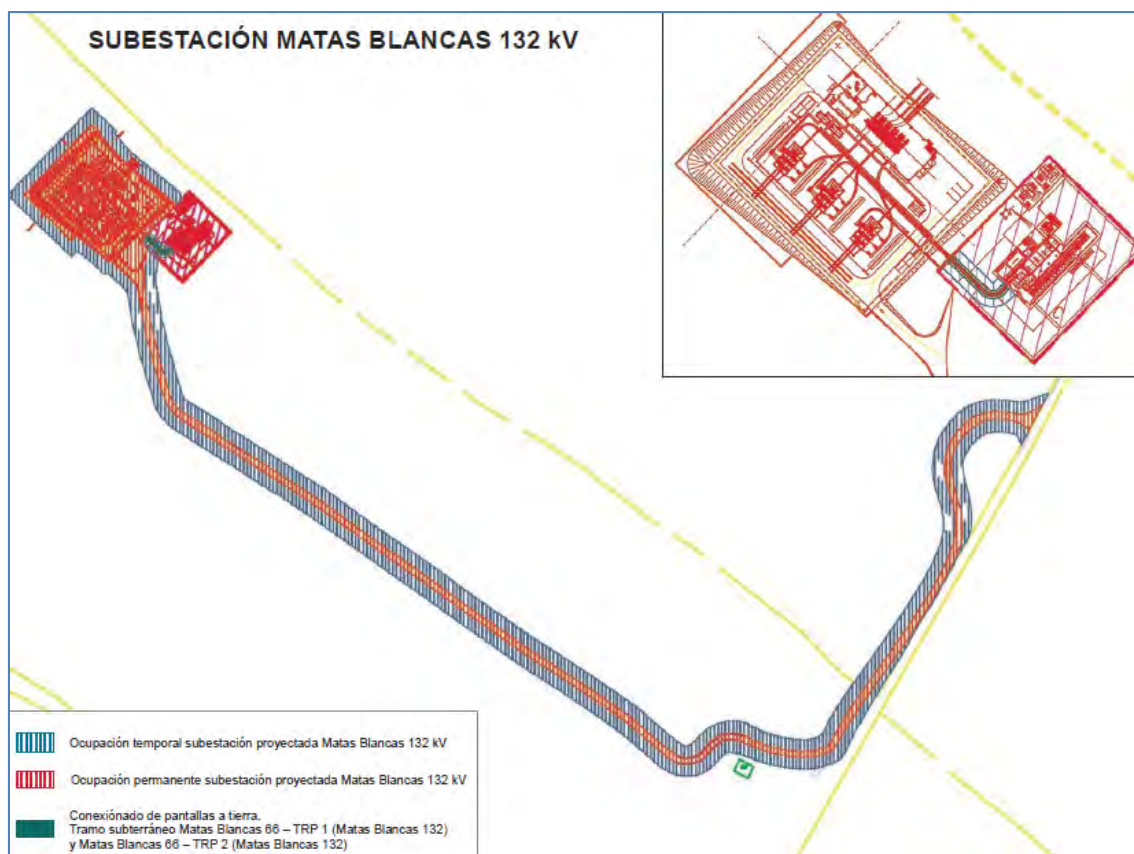 SUBESTACIÓN MATAS BLANCAS 132 kV
Ocupación temporal subestación proyectada Matas Blancas 132 kV
Ocupación permanente subestación proyectada Matas Blancas 132 kV
Conexiónado de pantallas a tierra.
Tramo subterráneo Matas Blancas 66 – TRP 1 (Matas Blancas 132)
y Matas Blancas 66 – TRP 2 (Matas Blancas 132)